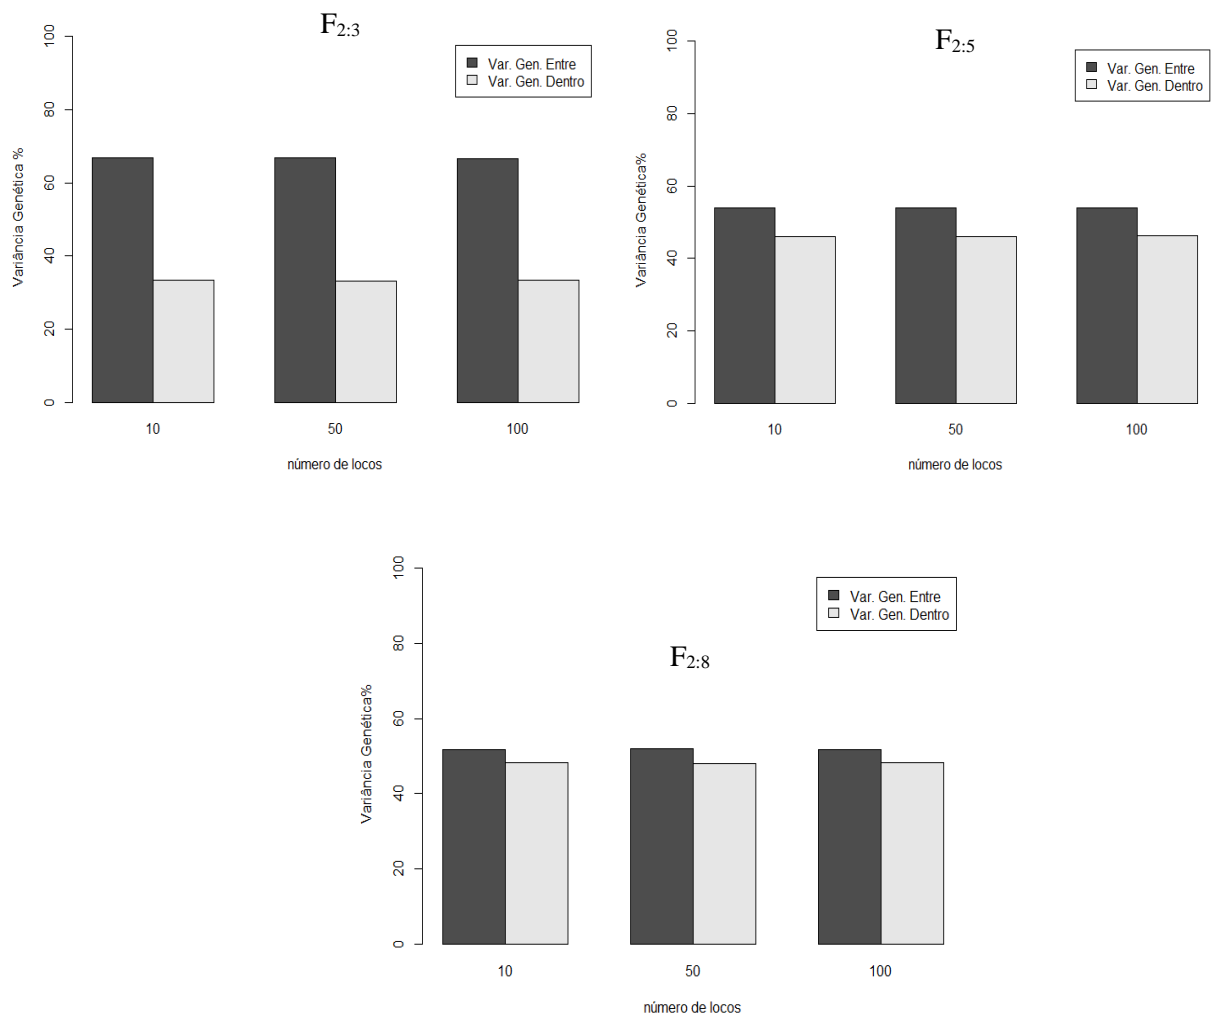 F2:3
Var. Gen. Entre
Var. Gen. Dentro
Variância Genética %
100
80
60
40
20
0
10 50 100
número de locos
F2:5
Var. Gen. Entre
Var. Gen. Dentro
Variância Genética%
100
80
60
40
20
0
10 50 100
número de locos
F2:8
Var. Gen. Entre
Var. Gen. Dentro
Variância Genética%
100
80
60
40
20
0
10 50 100
número de locos